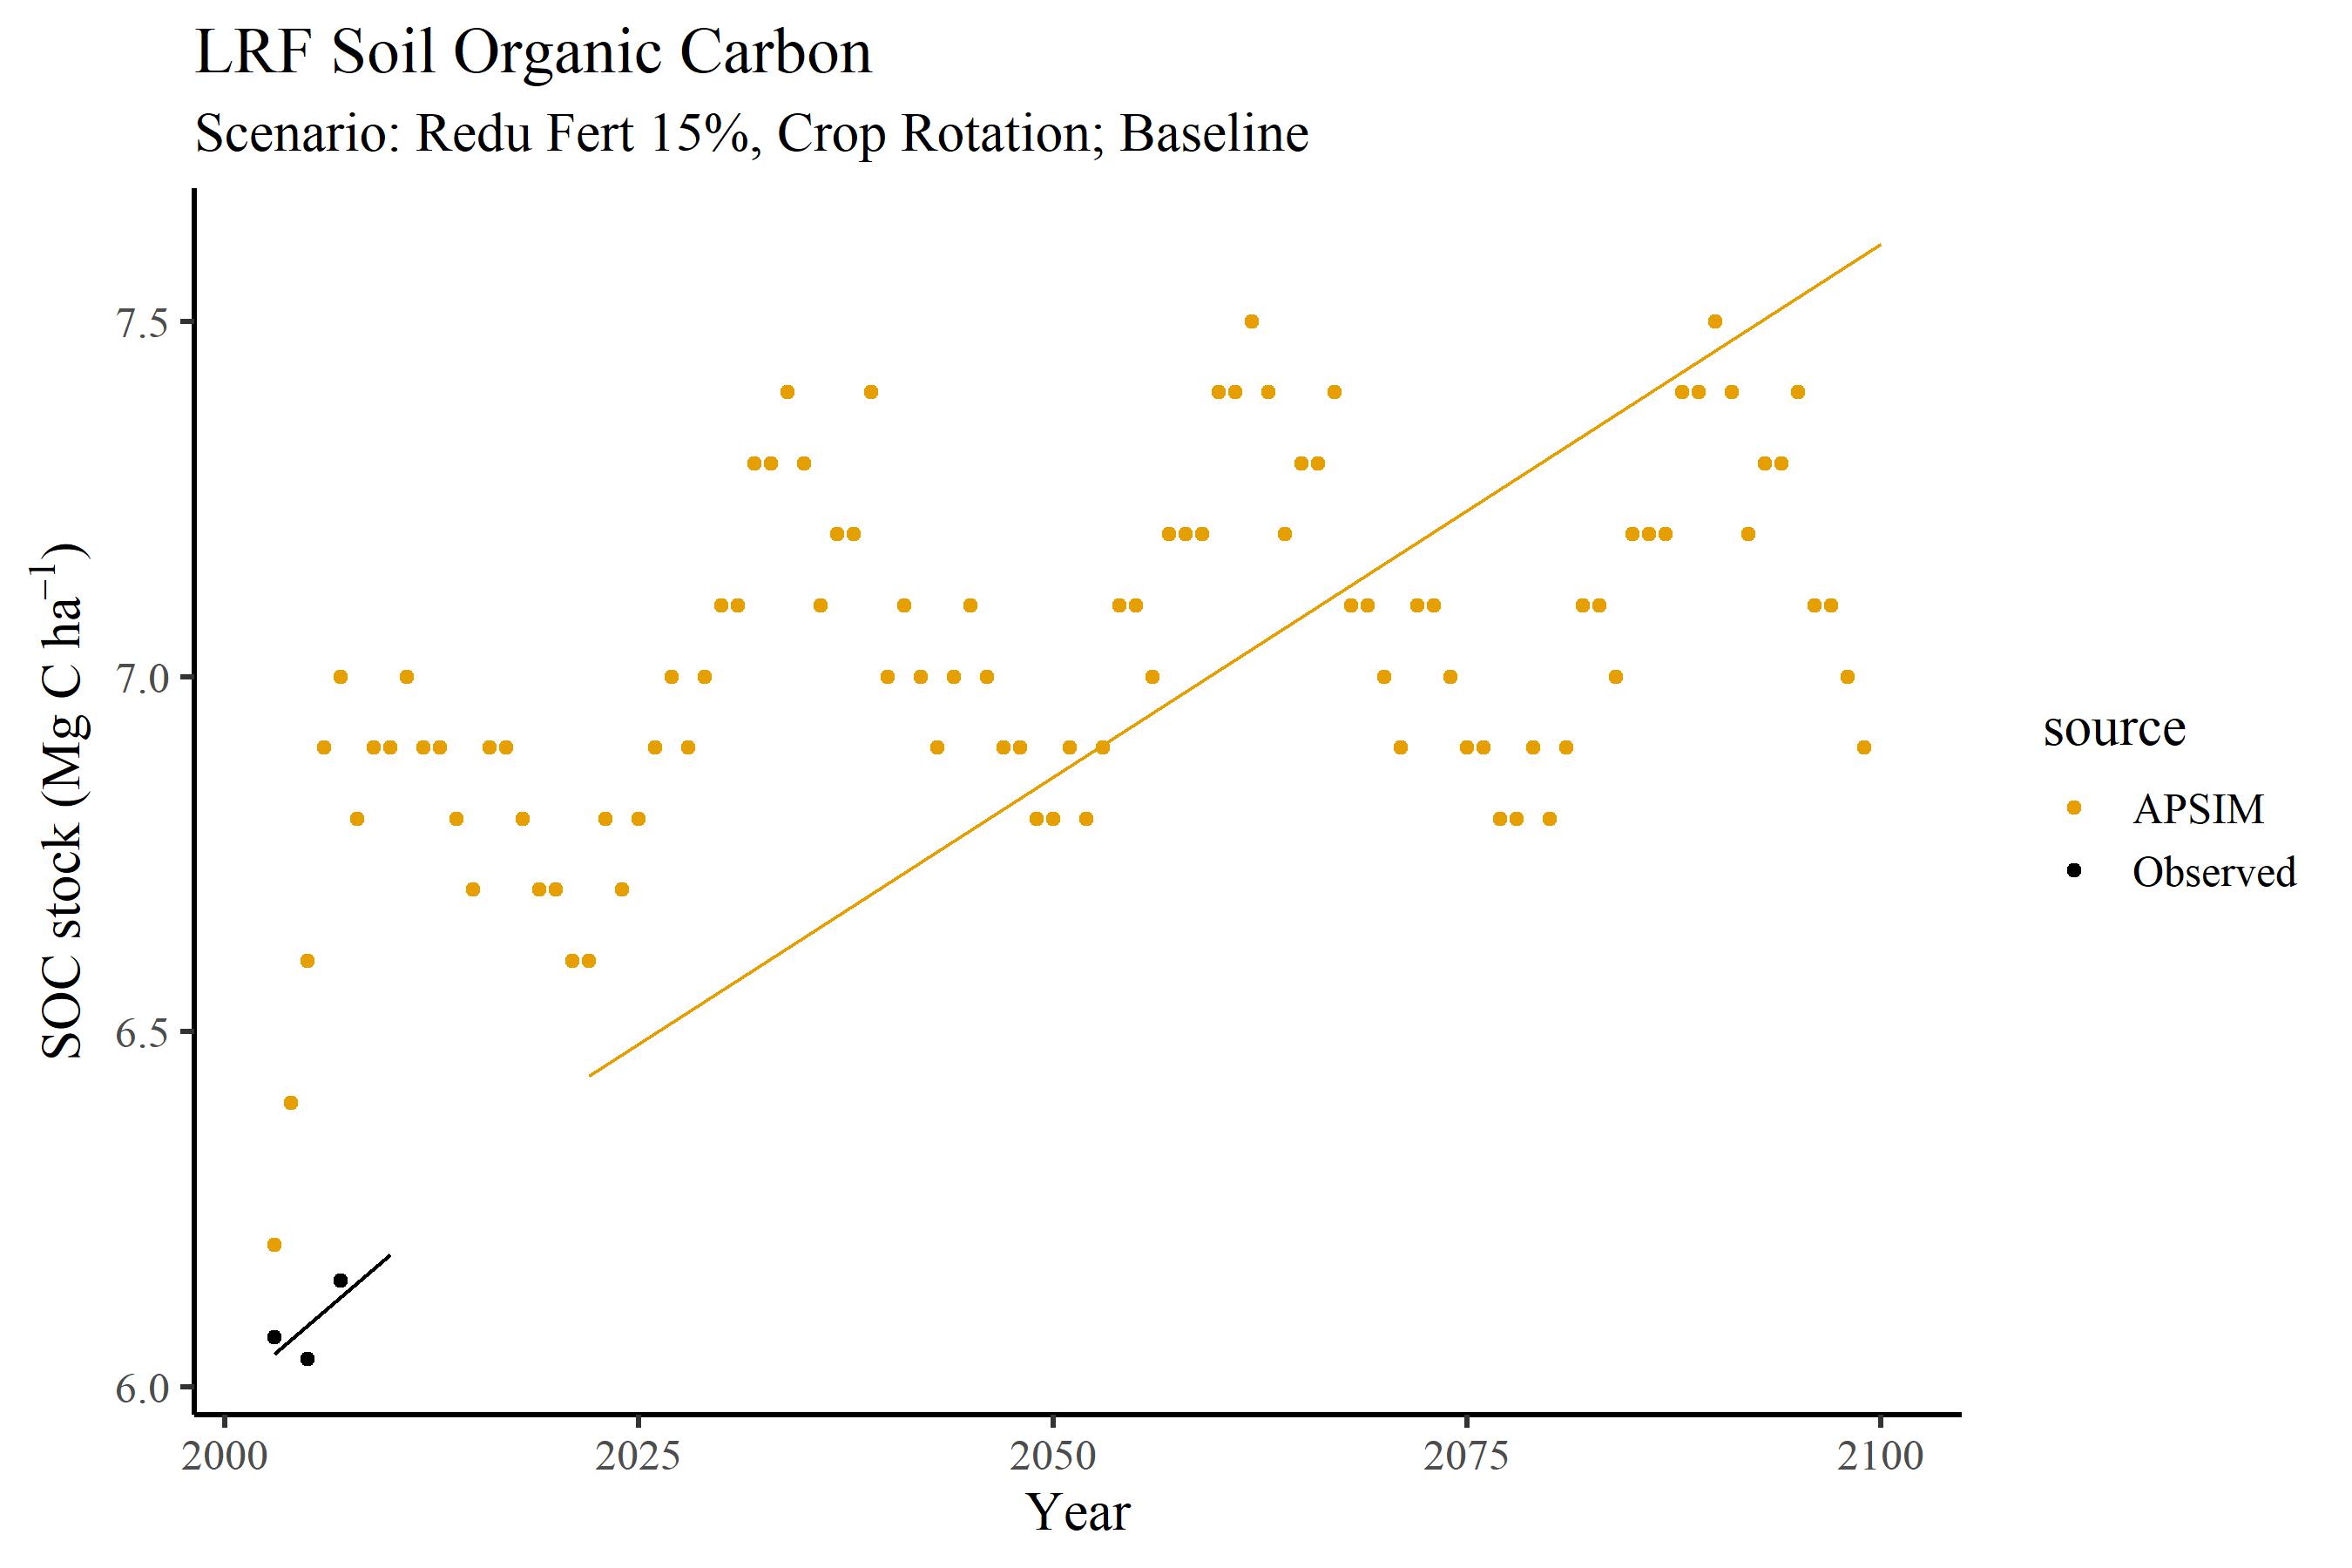 LRF Soil Organic Carbon
Scenario: Redu Fert 15%, Crop Rotation; Baseline
SOC stock (Mg C ha⁻¹)
7.5
7.0
6.5
6.0
2000 2025 2050 2075 2100
Year
source
APSIM
Observed